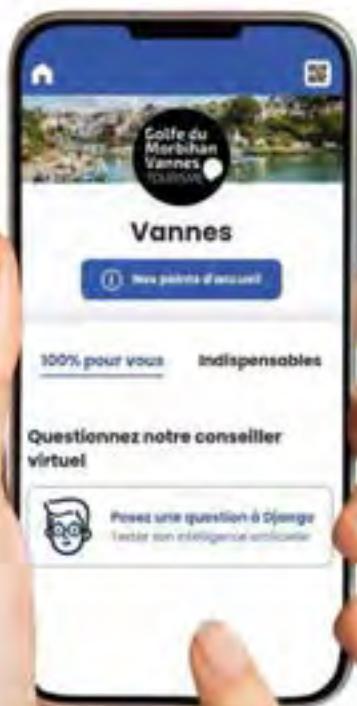 Golfe du
Morbihan
Vannes
TOURISME
Vannes
Nos points d'accueil
100% pour vous
Indispensables
Questionnez notre conseiller
virtuel
Posez une question à Django
Tester son intelligence artificielle